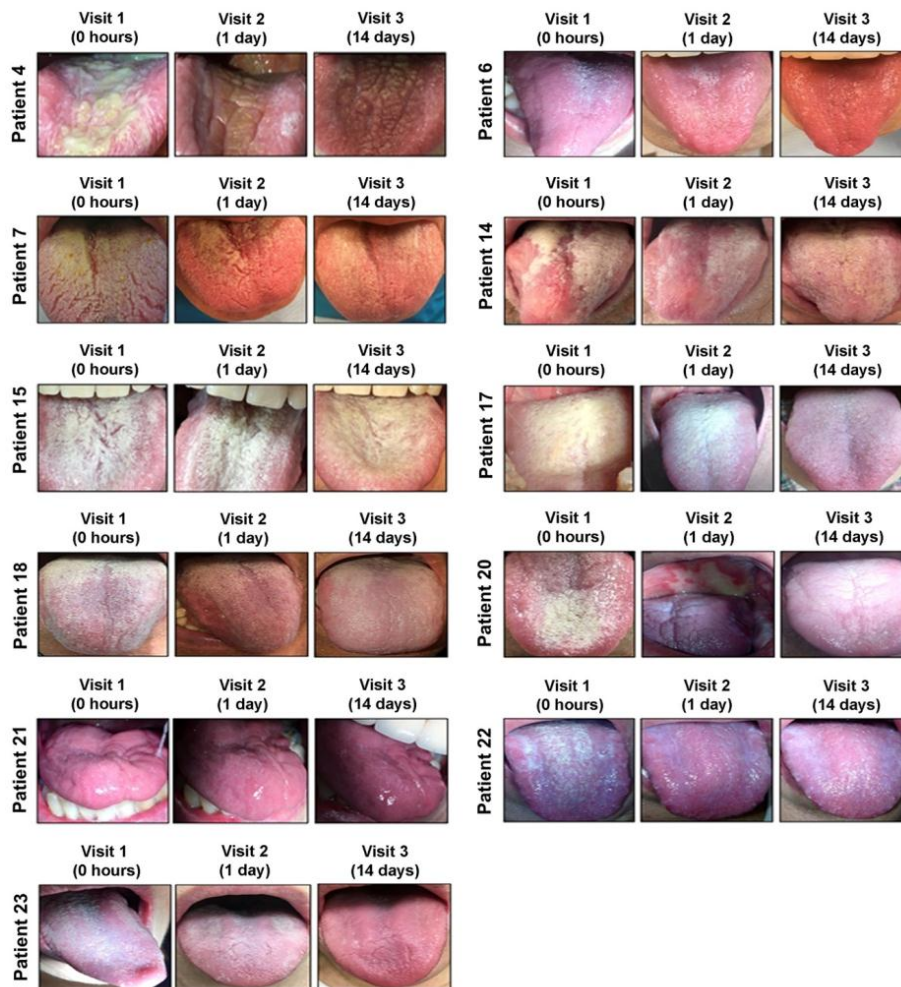 Visit 1 Visit 2 Visit 3
(0 hours) (1 day) (14 days)
Patient 4
Visit 1 Visit 2 Visit 3
(0 hours) (1 day) (14 days)
Patient 6
Visit 1 Visit 2 Visit 3
(0 hours) (1 day) (14 days)
Patient 7
Visit 1 Visit 2 Visit 3
(0 hours) (1 day) (14 days)
Patient 14
Visit 1 Visit 2 Visit 3
(0 hours) (1 day) (14 days)
Patient 15
Visit 1 Visit 2 Visit 3
(0 hours) (1 day) (14 days)
Patient 17
Visit 1 Visit 2 Visit 3
(0 hours) (1 day) (14 days)
Patient 18
Visit 1 Visit 2 Visit 3
(0 hours) (1 day) (14 days)
Patient 20
Visit 1 Visit 2 Visit 3
(0 hours) (1 day) (14 days)
Patient 21
Visit 1 Visit 2 Visit 3
(0 hours) (1 day) (14 days)
Patient 22
Visit 1 Visit 2 Visit 3
(0 hours) (1 day) (14 days)
Patient 23